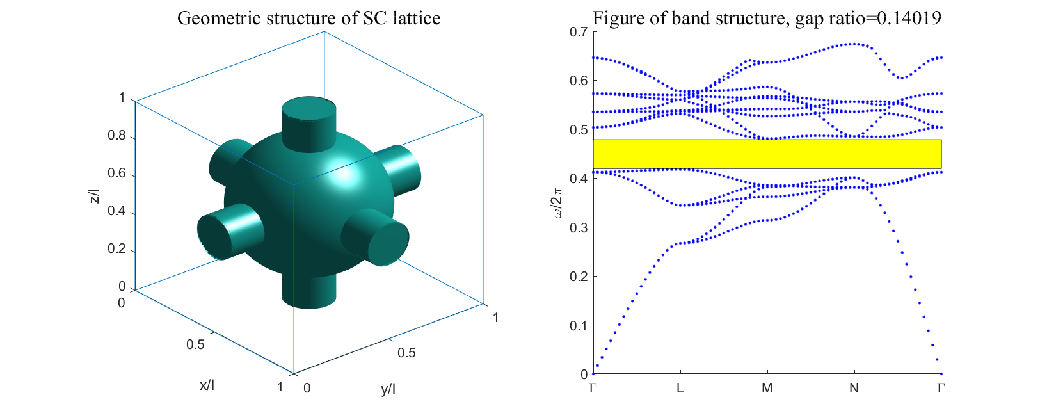 Geometric structure of SC lattice
1
0.8
0.6
0.4
0.2
0
z/l
0
0.5
1
x/l
0
0.5
1
y/l
Figure of band structure, gap ratio=0.14019
0.7
0.6
0.5
0.4
0.3
0.2
0.1
0
ω/2π
Γ L M N Γ